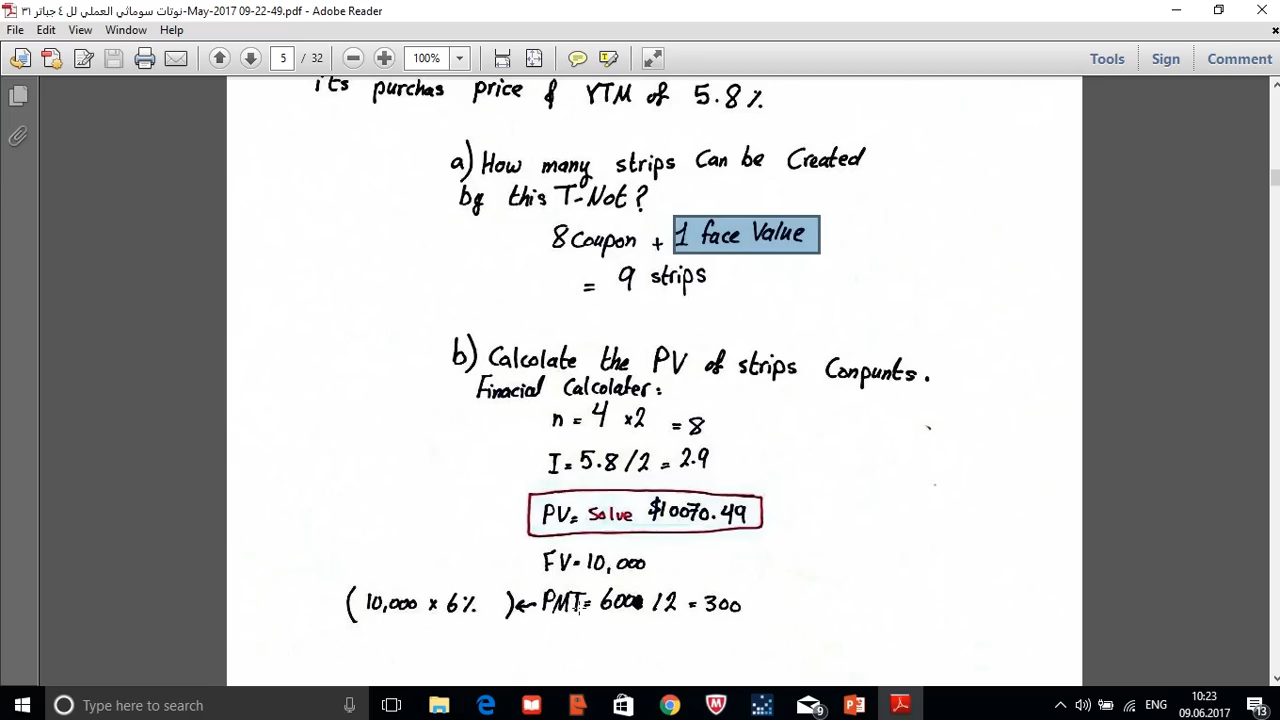 نوتات سوماثي العملي لل ٤ جباتر ٣١-May-2017 09-22-49.pdf - Adobe Reader
File Edit View Window Help
5 / 32 100% Tools Sign Comment
its purchas price & YTM of 5.8 %
a) How many strips Can be Created
by this T-Not?
8 Coupon + 1 face Value
= 9 strips
b) Calculate the PV of strips Conpunts.
Finacial Calculater:
n = 4 ×2 = 8
I = 5.8 /2 = 2.9
PV= Solve $10070.49
FV= 10,000
( 10,000 × 6% )← PMT= 600 /2 = 300
Type here to search
9
ENG
10:23
09.06.2017
13